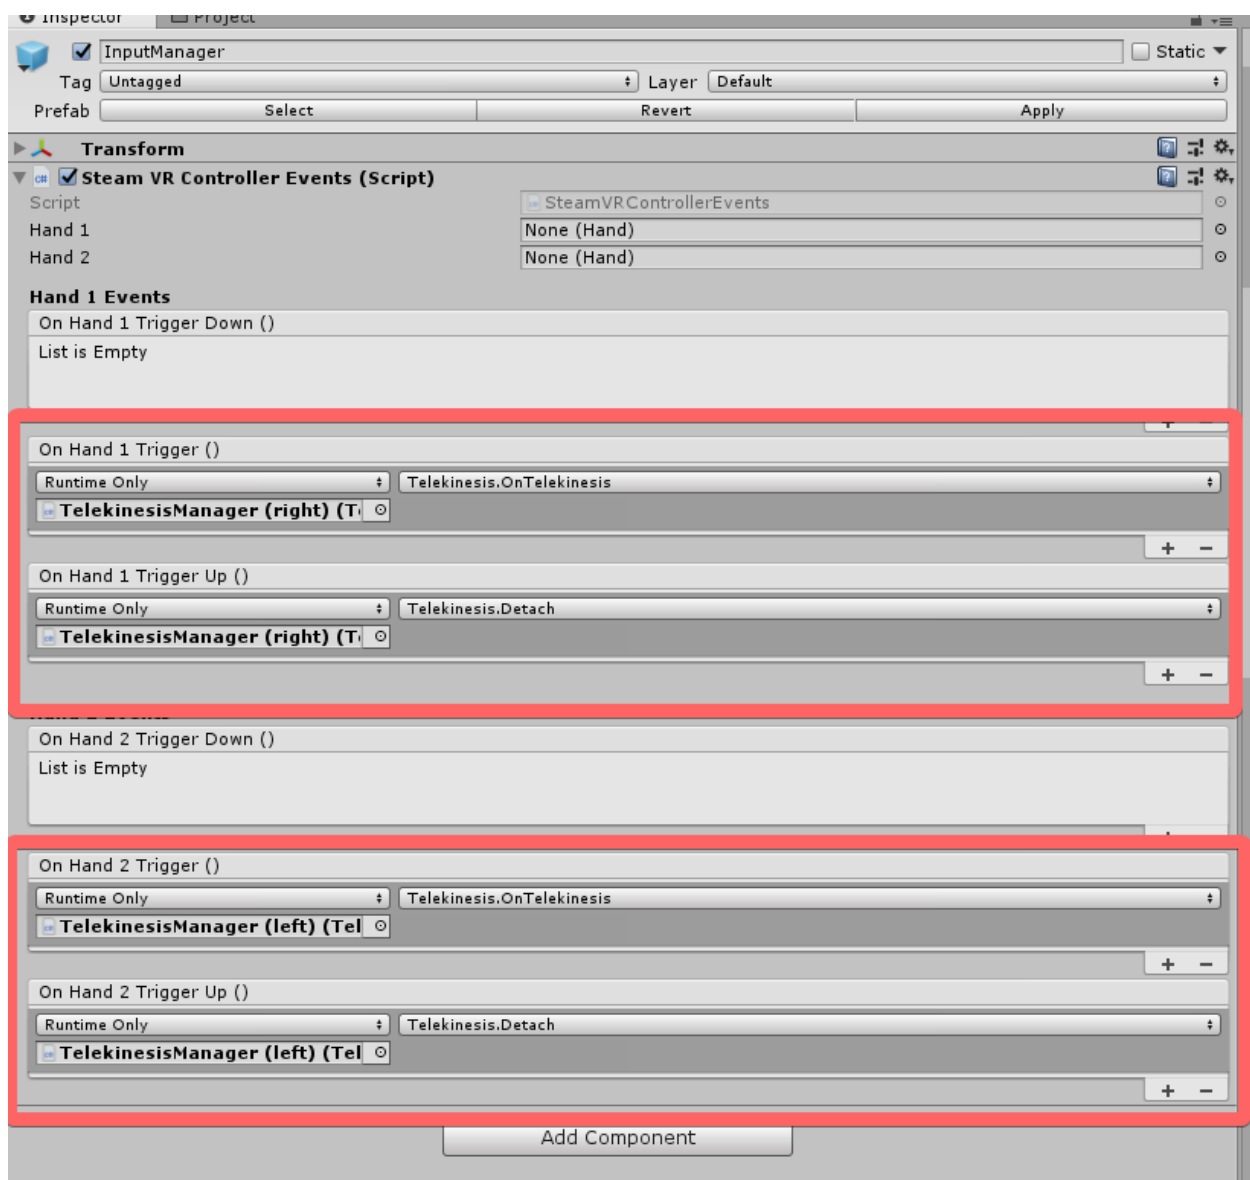 Inspector Project
InputManager Static
Tag Untagged Layer Default
Prefab Select Revert Apply
Transform
Steam VR Controller Events (Script)
Script SteamVRControllerEvents
Hand 1 None (Hand)
Hand 2 None (Hand)
Hand 1 Events
On Hand 1 Trigger Down ()
List is Empty
On Hand 1 Trigger ()
Runtime Only Telekinesis.OnTelekinesis
TelekinesisManager (right) (T
On Hand 1 Trigger Up ()
Runtime Only Telekinesis.Detach
TelekinesisManager (right) (T
On Hand 2 Trigger Down ()
List is Empty
On Hand 2 Trigger ()
Runtime Only Telekinesis.OnTelekinesis
TelekinesisManager (left) (Tel
On Hand 2 Trigger Up ()
Runtime Only Telekinesis.Detach
TelekinesisManager (left) (Tel
Add Component